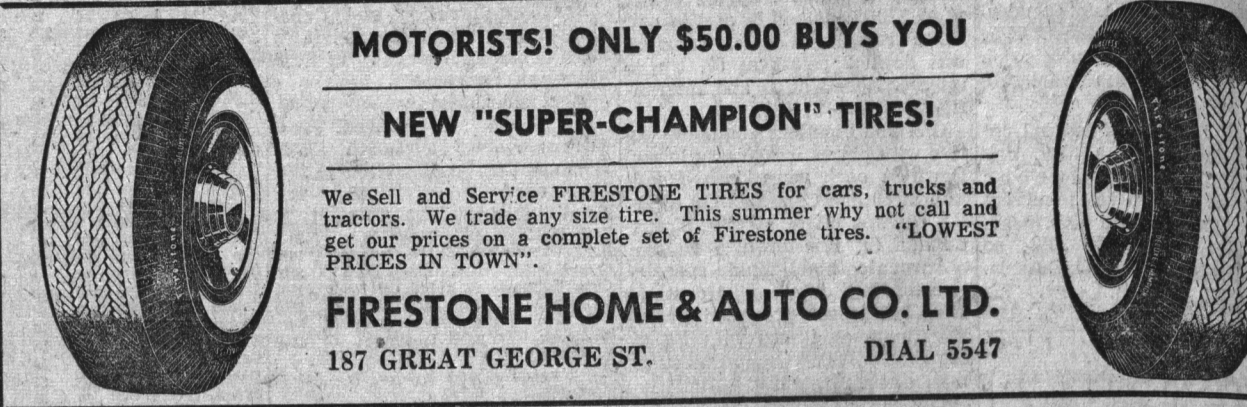 MOTORISTS! ONLY $50.00 BUYS YOU
NEW "SUPER-CHAMPION" TIRES!
We Sell and Service FIRESTONE TIRES for cars, trucks and
tractors. We trade any size tire. This summer why not call and
get our prices on a complete set of Firestone tires. "LOWEST
PRICES IN TOWN".
FIRESTONE HOME & AUTO CO. LTD.
187 GREAT GEORGE ST. DIAL 5547
Firestone
Firestone